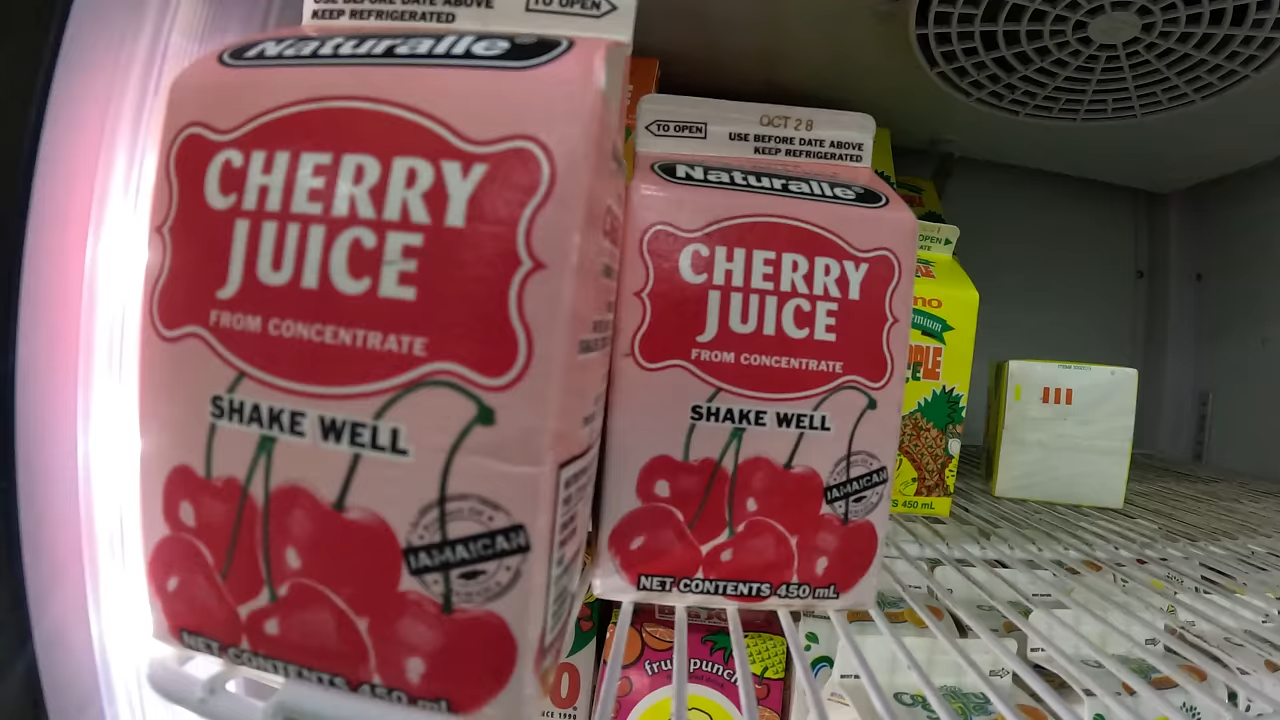 USE BEFORE DATE ABOVE
KEEP REFRIGERATED
TO OPEN
Naturalle
CHERRY
JUICE
FROM CONCENTRATE
SHAKE WELL
JAMAICAN
NET CONTENTS 450 mL
TO OPEN
OCT 28
USE BEFORE DATE ABOVE
KEEP REFRIGERATED
Naturalle®
CHERRY
JUICE
FROM CONCENTRATE
SHAKE WELL
JAMAICAN
NET CONTENTS 450 mL
OPEN
450 mL
fruit punch